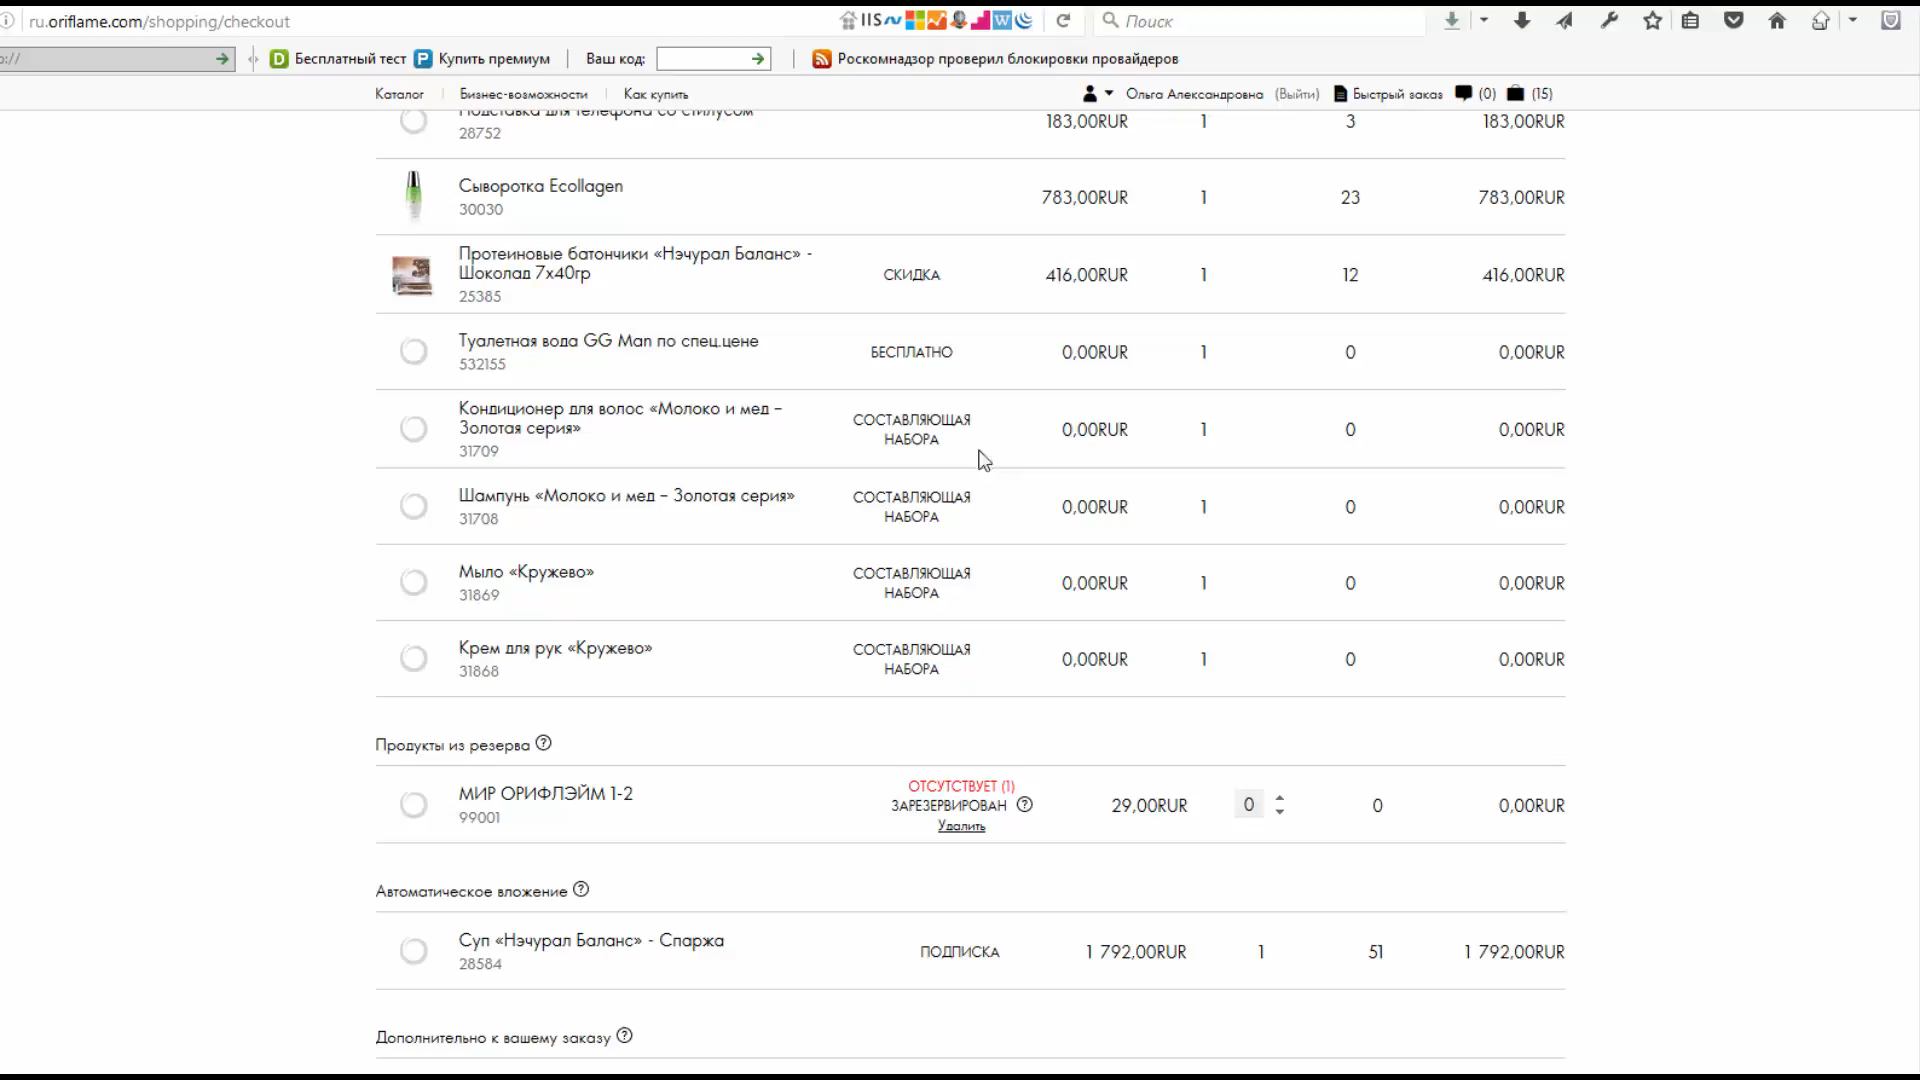 ru.oriflame.com/shopping/checkout
IIS
W
Поиск
://
D Бесплатный тест P Купить премиум Ваш код: Роскомнадзор проверил блокировки провайдеров
Каталог Бизнес-возможности Как купить Ольга Александровна (Выйти) Быстрый заказ (0) (15)
Подставка для телефона со стилусом
28752
183,00RUR 1 3 183,00RUR
Сыворотка Ecollagen
30030
783,00RUR 1 23 783,00RUR
Протеиновые батончики «Нэчурал Баланс» -
Шоколад 7х40гр
25385
СКИДКА 416,00RUR 1 12 416,00RUR
Туалетная вода GG Man по спец.цене
532155
БЕСПЛАТНО 0,00RUR 1 0 0,00RUR
Кондиционер для волос «Молоко и мед –
Золотая серия»
31709
СОСТАВЛЯЮЩАЯ
НАБОРА
0,00RUR 1 0 0,00RUR
Шампунь «Молоко и мед – Золотая серия»
31708
СОСТАВЛЯЮЩАЯ
НАБОРА
0,00RUR 1 0 0,00RUR
Мыло «Кружево»
31869
СОСТАВЛЯЮЩАЯ
НАБОРА
0,00RUR 1 0 0,00RUR
Крем для рук «Кружево»
31868
СОСТАВЛЯЮЩАЯ
НАБОРА
0,00RUR 1 0 0,00RUR
Продукты из резерва ?
МИР ОРИФЛЭЙМ 1-2
99001
ОТСУТСТВУЕТ (1)
ЗАРЕЗЕРВИРОВАН ?
Удалить
29,00RUR 0 0 0,00RUR
Автоматическое вложение ?
Суп «Нэчурал Баланс» - Спаржа
28584
ПОДПИСКА 1 792,00RUR 1 51 1 792,00RUR
Дополнительно к вашему заказу ?